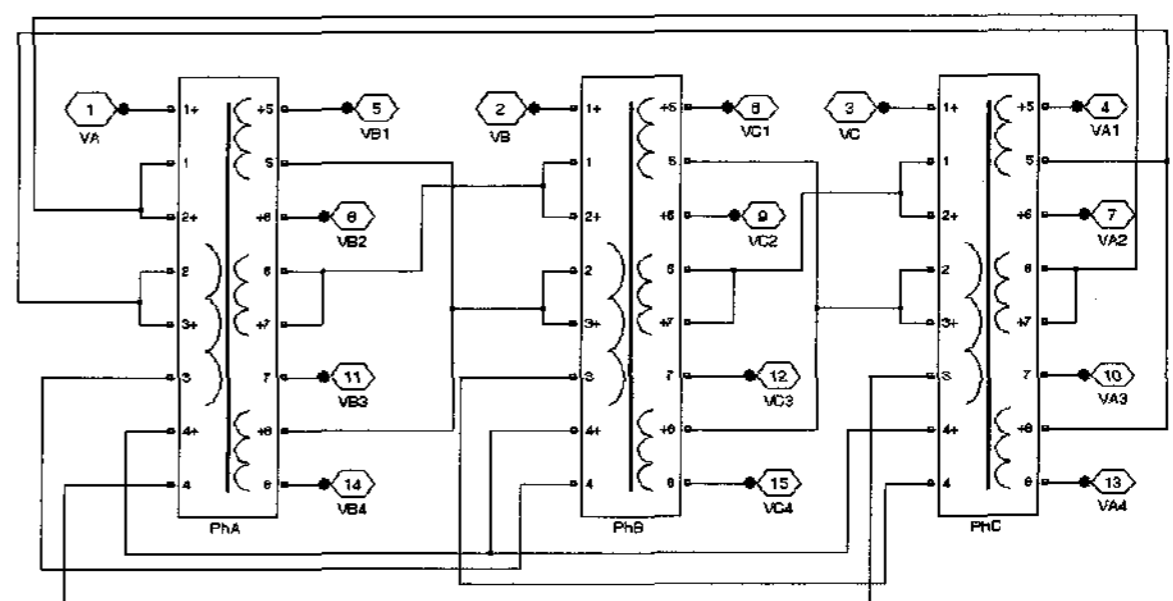 1 1+ +5 5 2 1+ +5 6 3 1+ +5 4
VA VB1 VB VC1 VC VA1
1 5 1 5 1 5
2+ +6 8 2+ +6 9 2+ +6 7
VB2 VC2 VA2
2 6 2 6 2 6
3+ +7 3+ +7 3+ +7
3 7 11 3 7 12 3 7 10
VB3 VC3 VA3
4+ +8 4+ +8 4+ +8
4 8 14 4 8 15 4 8 13
VB4 VC4 VA4
PhA PhB PhC